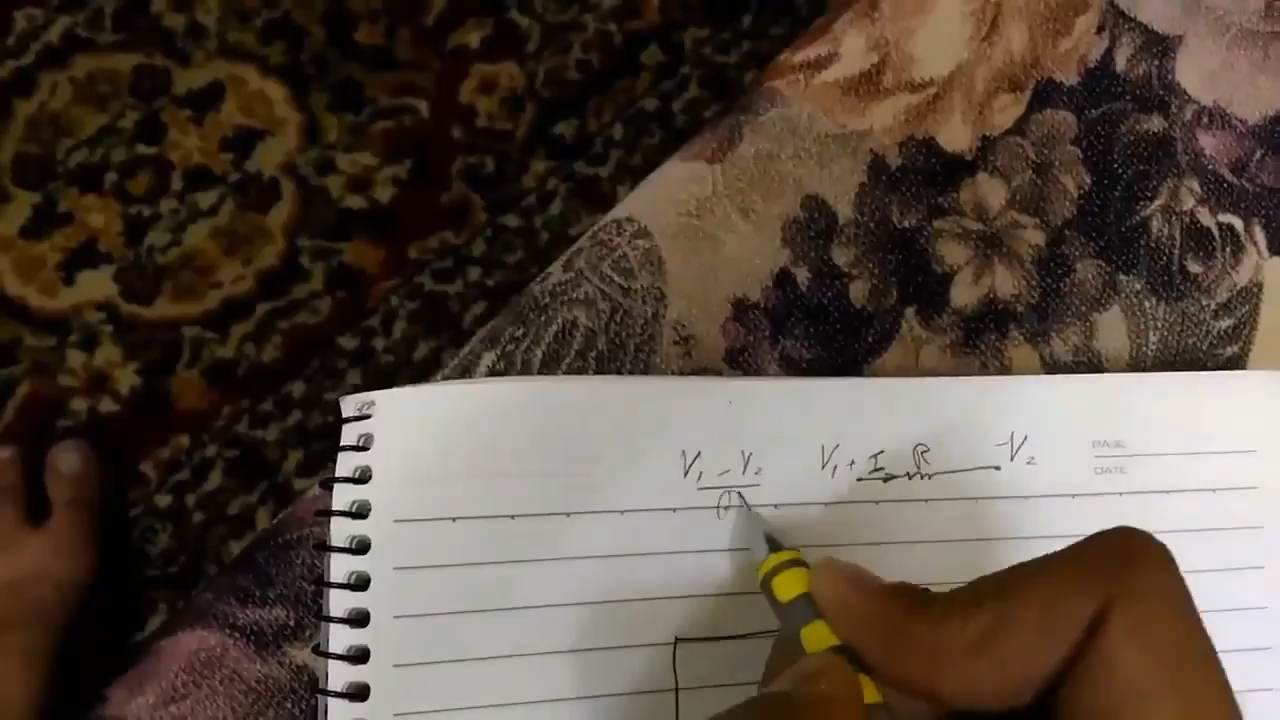 V₁ - V₂ V₁ + I R -V₂
R
PAGE
DATE